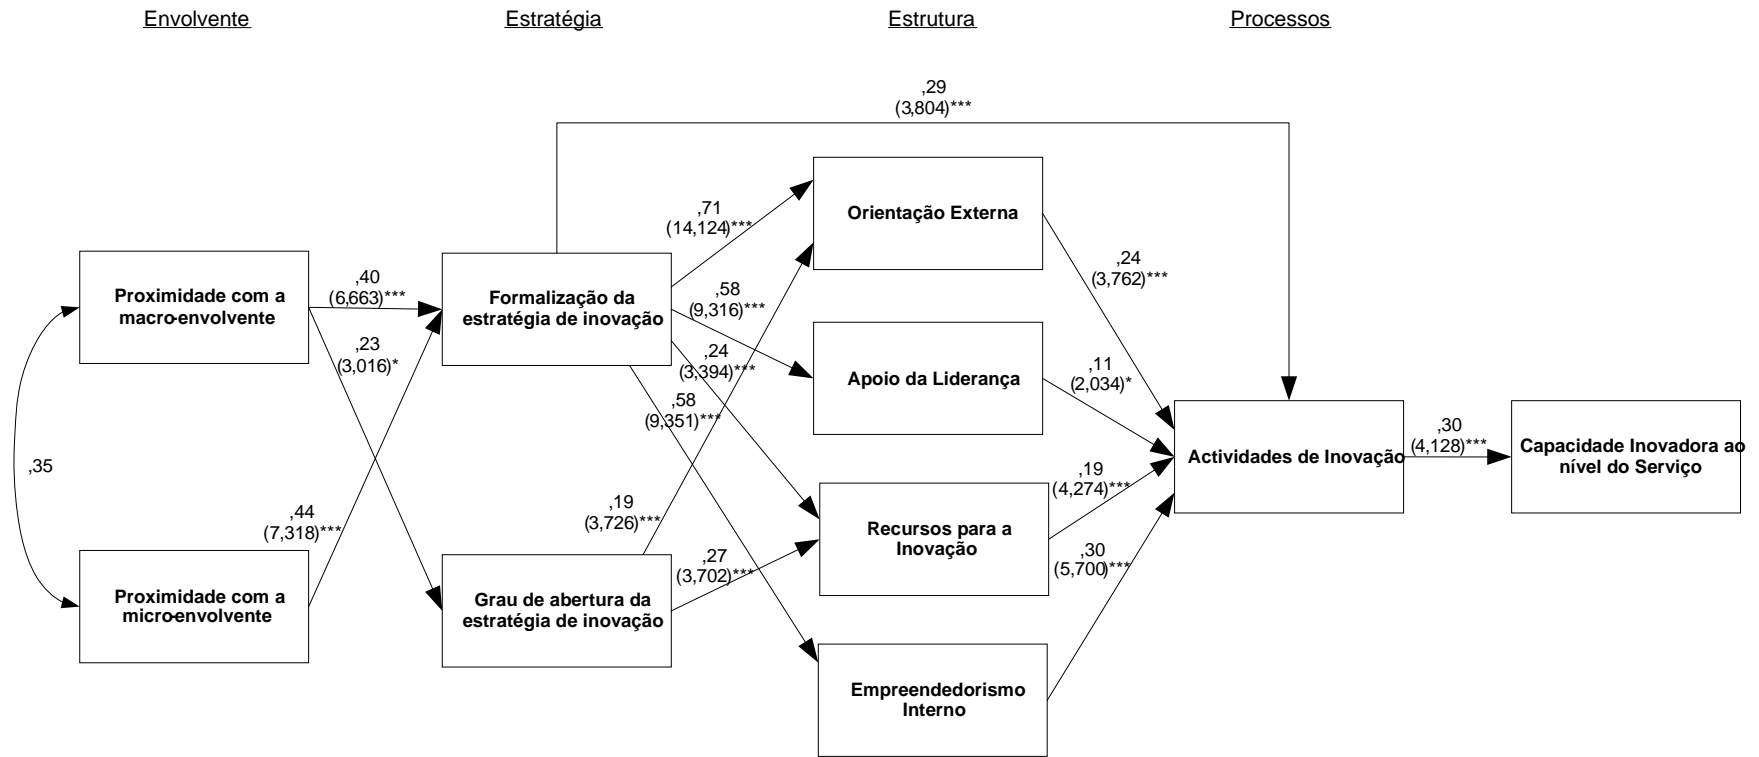 Envolvente
Estratégia
Estrutura
Processos
,29
(3,804)***
,71
(14,124)***
Orientação Externa
,24
(3,762)***
,40
(6,663)***
Proximidade com a
macro-envolvente
Formalização da
estratégia de inovação
,58
(9,316)***
,23
(3,016)*
,24
(3,394)***
Apoio da Liderança
,11
(2,034)*
,58
(9,351)***
,35
Actividades de Inovação
,30
(4,128)***
Capacidade Inovadora ao
nível do Serviço
,44
(7,318)***
,19
(3,726)***
,19
(4,274)***
Recursos para a
Inovação
,27
(3,702)***
,30
(5,700)***
Proximidade com a
micro-envolvente
Grau de abertura da
estratégia de inovação
Empreendedorismo
Interno